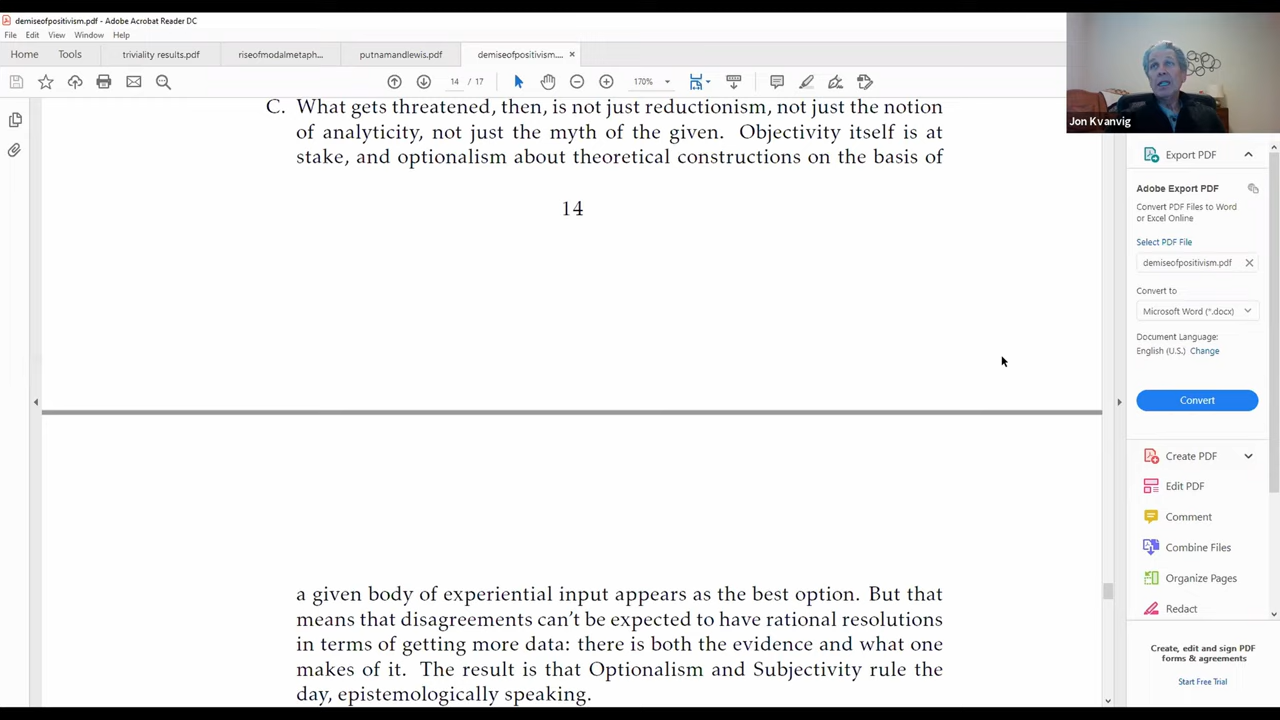 demiseofpositivism.pdf - Adobe Acrobat Reader DC
File Edit View Window Help
Home Tools triviality results.pdf riseofmodalmetaph... putnamandlewis.pdf demiseofpositivism....
14 / 17 170%
Jon Kvanvig
C. What gets threatened, then, is not just reductionism, not just the notion
of analyticity, not just the myth of the given. Objectivity itself is at
stake, and optionalism about theoretical constructions on the basis of
14
a given body of experiential input appears as the best option. But that
means that disagreements can't be expected to have rational resolutions
in terms of getting more data: there is both the evidence and what one
makes of it. The result is that Optionalism and Subjectivity rule the
day, epistemologically speaking.
Export PDF
Adobe Export PDF
Convert PDF Files to Word
or Excel Online
Select PDF File
demiseofpositivism.pdf
Convert to
Microsoft Word (*.docx)
Document Language:
English (U.S.) Change
Convert
Create PDF
Edit PDF
Comment
Combine Files
Organize Pages
Redact
Create, edit and sign PDF
forms & agreements
Start Free Trial